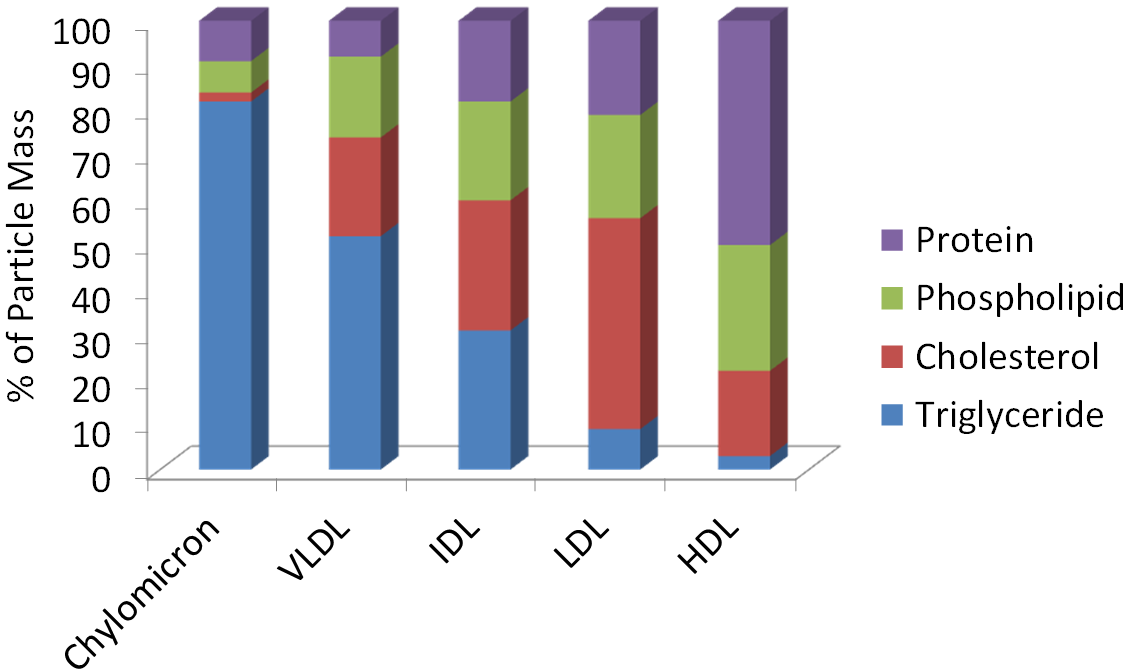 % of Particle Mass
100
90
80
70
60
50
40
30
20
10
0
Chylomicron
VLDL
IDL
LDL
HDL
Protein
Phospholipid
Cholesterol
Triglyceride